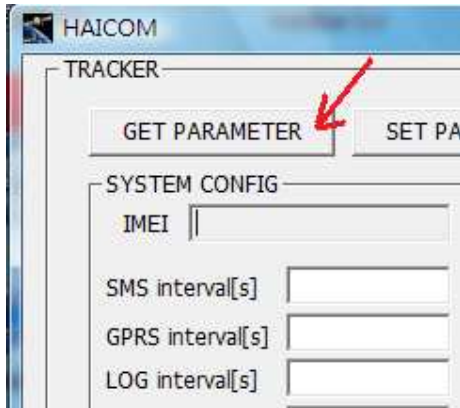 HAICOM
TRACKER
GET PARAMETER SET PA
SYSTEM CONFIG
IMEI
SMS interval[s]
GPRS interval[s]
LOG interval[s]